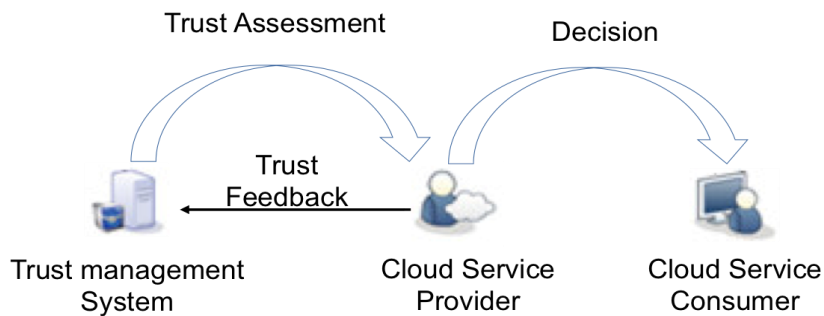 Trust Assessment
Decision
Trust
Feedback
Trust management
System
Cloud Service
Provider
Cloud Service
Consumer